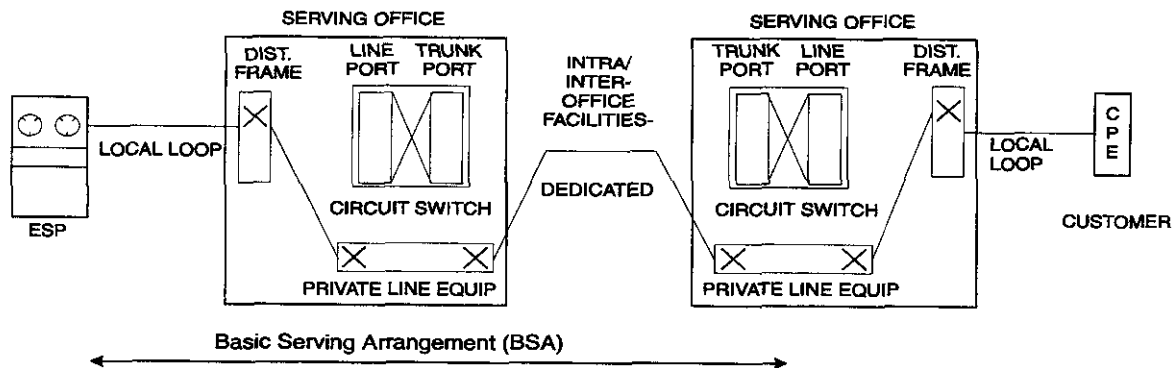 SERVING OFFICE
DIST.
FRAME
LINE
PORT
TRUNK
PORT
LOCAL LOOP
ESP
CIRCUIT SWITCH
PRIVATE LINE EQUIP
INTRA/
INTER-
OFFICE
FACILITIES-
DEDICATED
SERVING OFFICE
TRUNK
PORT
LINE
PORT
DIST.
FRAME
CIRCUIT SWITCH
PRIVATE LINE EQUIP
LOCAL
LOOP
C
P
E
CUSTOMER
Basic Serving Arrangement (BSA)